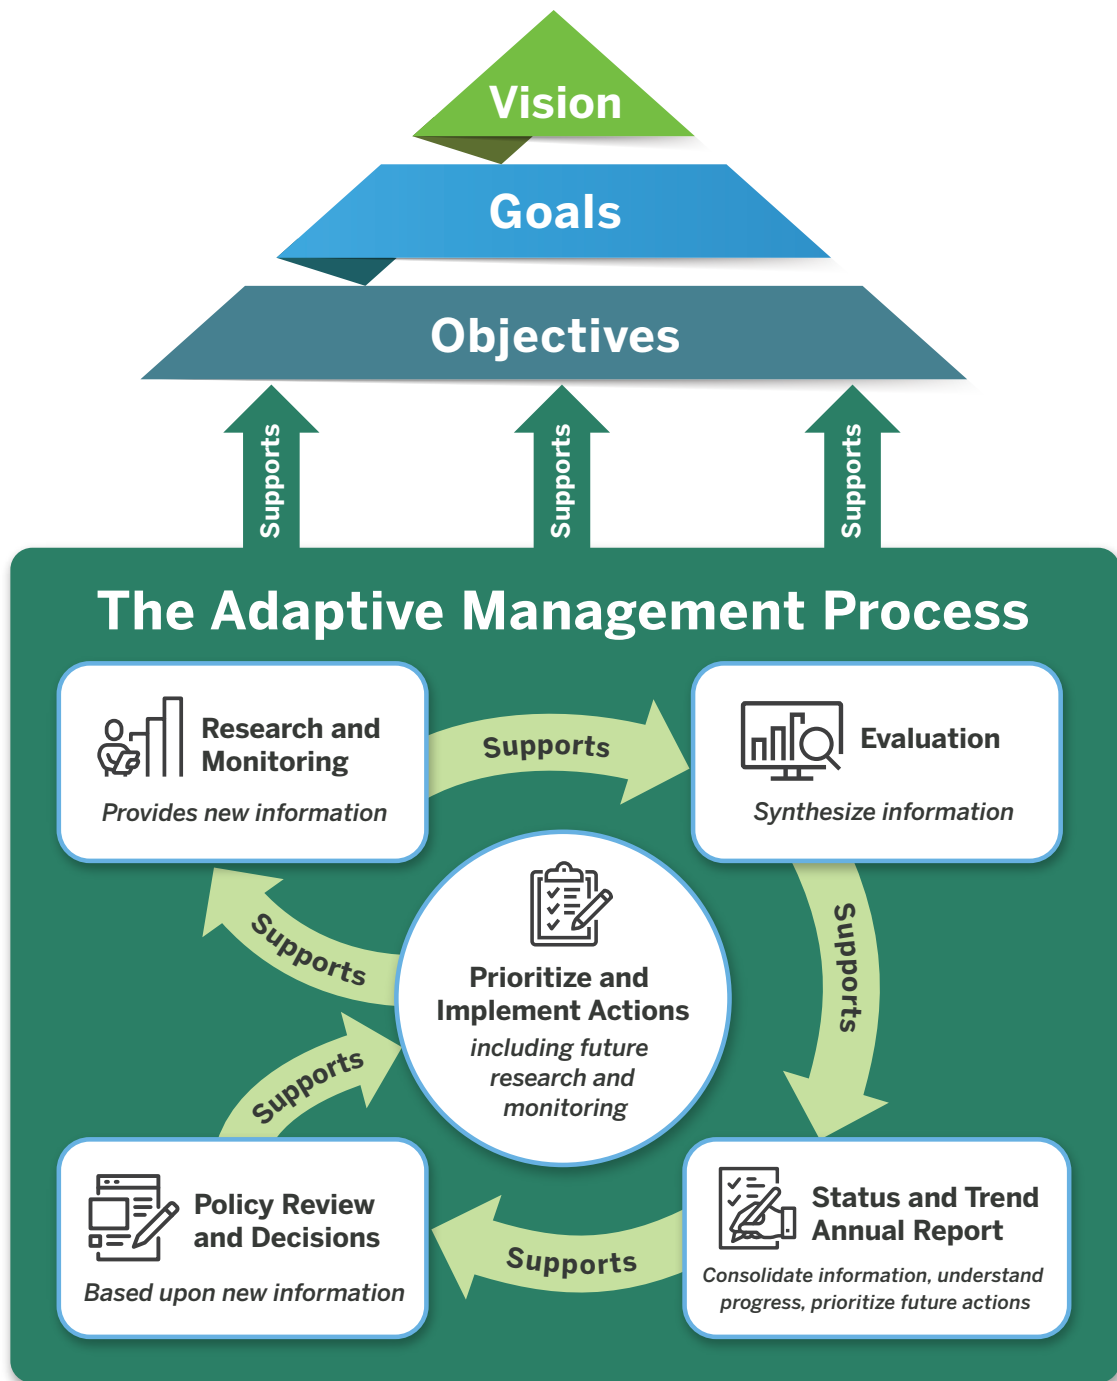 Vision
Goals
Objectives
Supports
Supports
Supports
The Adaptive Management Process
Research and
Monitoring
Provides new information
Supports
Evaluation
Synthesize information
Supports
Prioritize and
Implement Actions
including future
research and
monitoring
Supports
Supports
Policy Review
and Decisions
Based upon new information
Supports
Status and Trend
Annual Report
Consolidate information, understand
progress, prioritize future actions